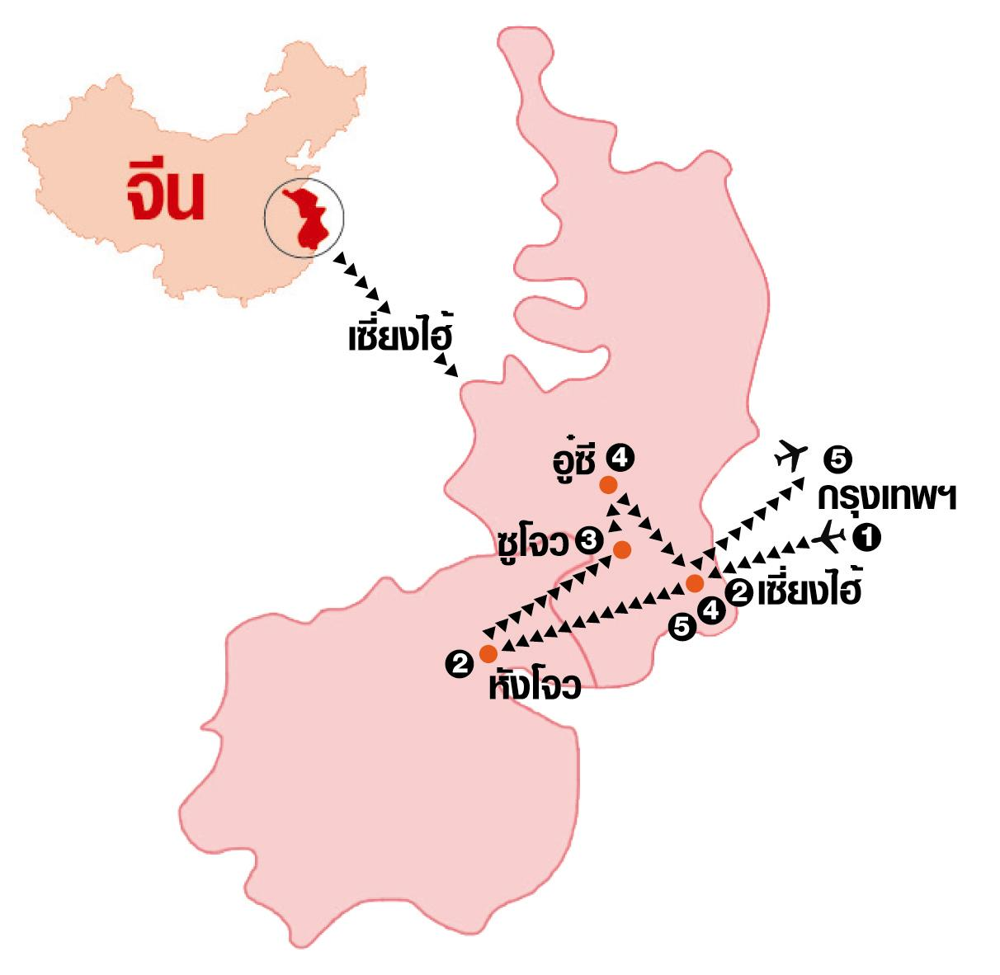 จีน
เซี่ยงไฮ้
อู๋ซี 4
5
กรุงเทพฯ
ซูโจว 3
1
2 เซี่ยงไฮ้
4
5
2
หังโจว